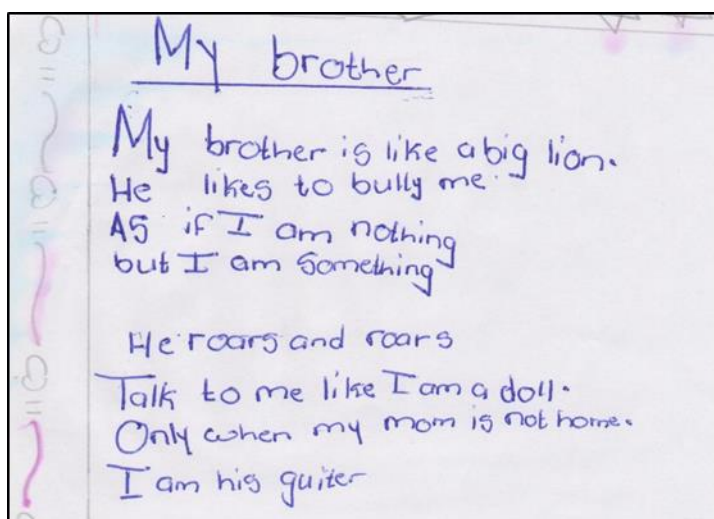 My brother
My brother is like a big lion.
He likes to bully me
As if I am nothing
but I am something
He roars and roars
Talk to me like I am a doll.
Only when my mom is not home.
I am his guiter